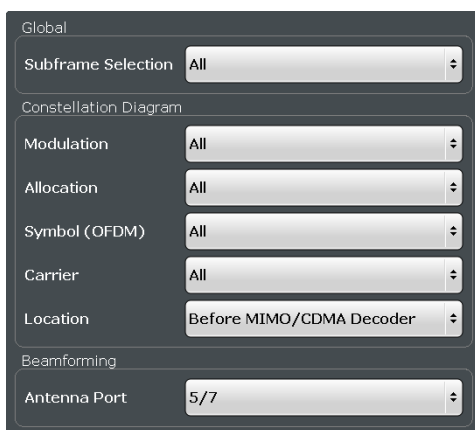 Global
Subframe Selection All
Constellation Diagram
Modulation All
Allocation All
Symbol (OFDM) All
Carrier All
Location Before MIMO/CDMA Decoder
Beamforming
Antenna Port 5/7